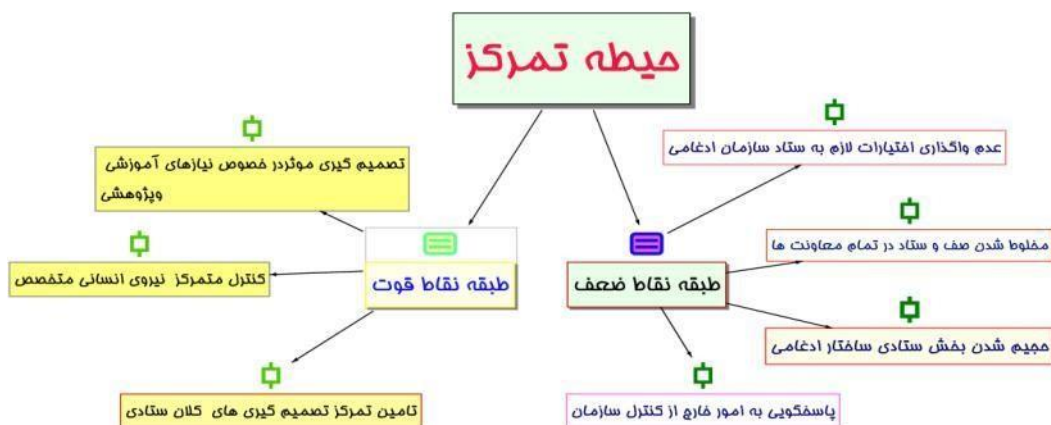 حیطه تمرکز
عدم واگذاری اختیارات لازم به ستاد سازمان ادغامی
تصمیم گیری موثردر خصوص نیازهای آموزشی
وپژوهشی
مخلوط شدن صف و ستاد در تمام معاونت ها
طبقه نقاط ضعف
طبقه نقاط قوت
کنترل متمرکز نیروی انسانی متخصص
حجیم شدن بخش ستادی ساختار ادغامی
پاسخگویی به امور خارج از کنترل سازمان
تامین تمرکز تصمیم گیری های کلان ستادی